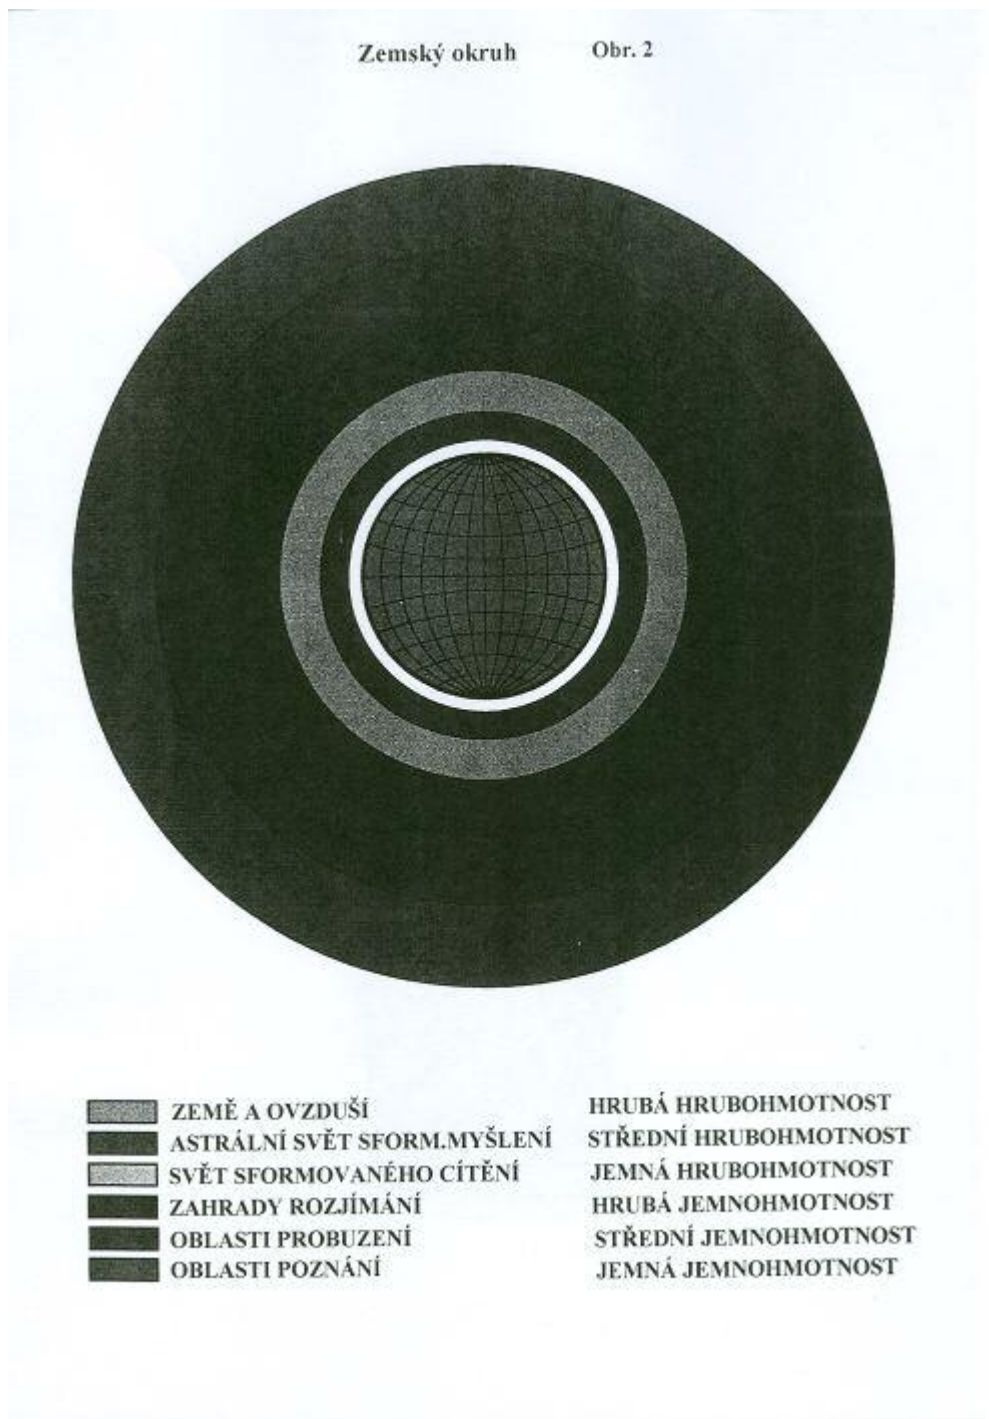 Zemský okruh Obr. 2
ZEMĚ A OVZDUŠÍ HRUBÁ HRUBOHMOTNOST
ASTRÁLNÍ SVĚT SFORM.MYŠLENÍ STŘEDNÍ HRUBOHMOTNOST
SVĚT SFORMOVANÉHO CÍTĚNÍ JEMNÁ HRUBOHMOTNOST
ZAHRADY ROZJÍMÁNÍ HRUBÁ JEMNOHMOTNOST
OBLASTI PROBUZENÍ STŘEDNÍ JEMNOHMOTNOST
OBLASTI POZNÁNÍ JEMNÁ JEMNOHMOTNOST